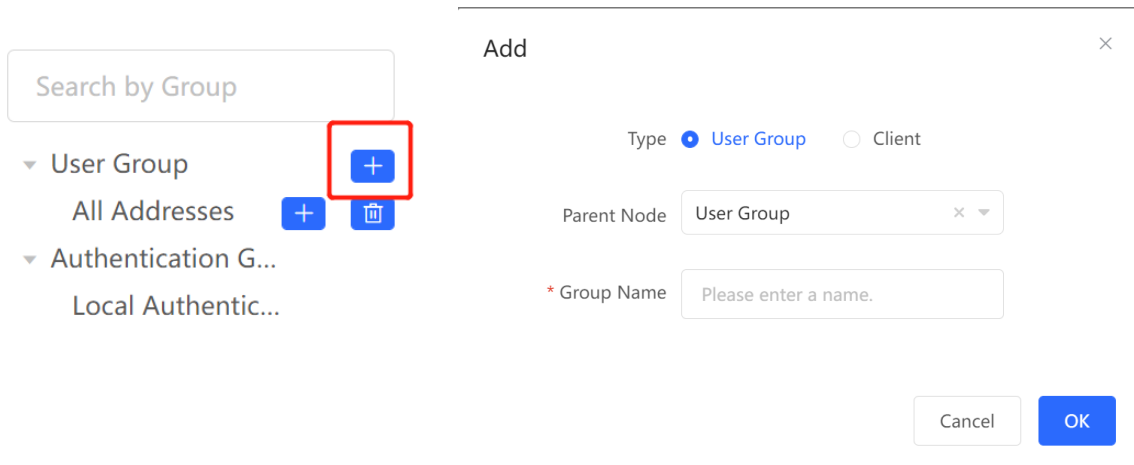 Search by Group
User Group
All Addresses
Authentication G...
Local Authentic...
Add
Type User Group Client
Parent Node User Group
* Group Name Please enter a name.
Cancel OK